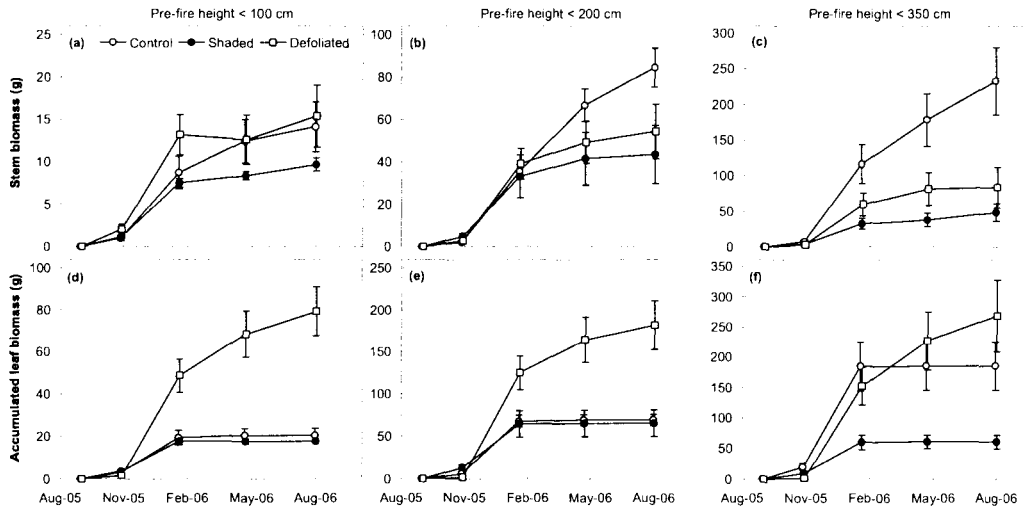 Pre-fire height < 100 cm
Pre-fire height < 200 cm
Pre-fire height < 350 cm
Stem biomass (g)
25
20
15
10
5
0
(a)
Control
Shaded
Defoliated
100
80
60
40
20
0
(b)
300
250
200
150
100
50
0
(c)
Accumulated leaf biomass (g)
100
80
60
40
20
0
(d)
250
200
150
100
50
0
(e)
350
300
250
200
150
100
50
0
(f)
Aug-05 Nov-05 Feb-06 May-06 Aug-06
Aug-05 Nov-05 Feb-06 May-06 Aug-06
Aug-05 Nov-05 Feb-06 May-06 Aug-06